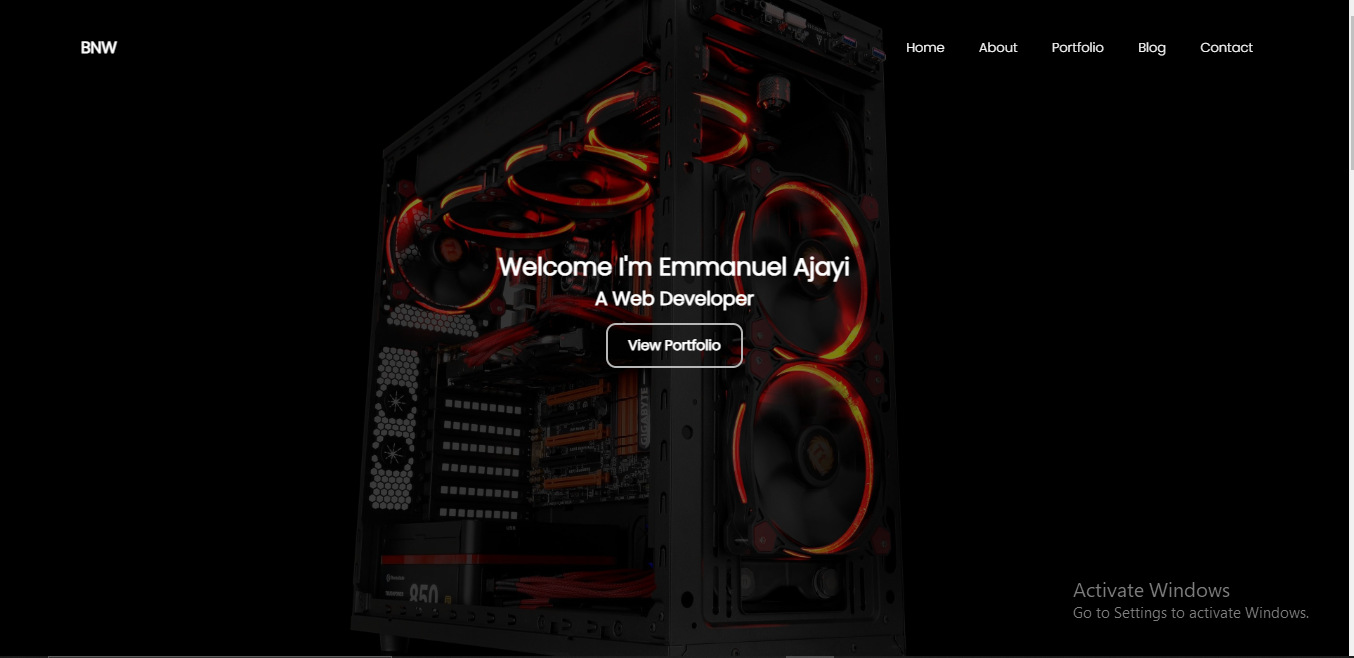 BNW
Home About Portfolio Blog Contact
Welcome I'm Emmanuel Ajayi
A Web Developer
View Portfolio
GIGABYTE
850
Activate Windows
Go to Settings to activate Windows.